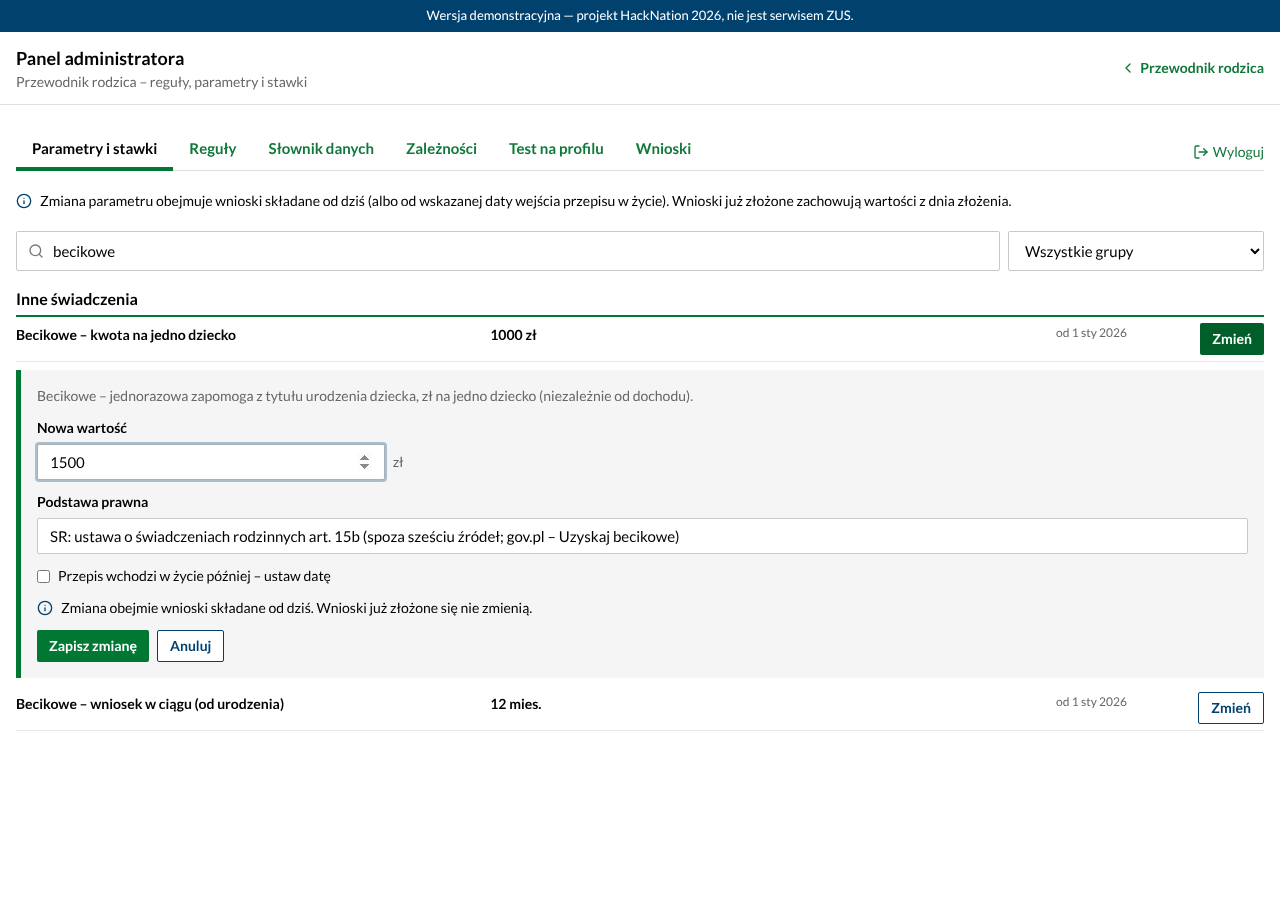 Wersja demonstracyjna — projekt HackNation 2026, nie jest serwisem ZUS.
Panel administratora
Przewodnik rodzica – reguły, parametry i stawki
Przewodnik rodzica
Parametry i stawki Reguły Słownik danych Zależności Test na profilu Wnioski
Wyloguj
Zmiana parametru obejmuje wnioski składane od dziś (albo od wskazanej daty wejścia przepisu w życie). Wnioski już złożone zachowują wartości z dnia złożenia.
becikowe
Wszystkie grupy
Inne świadczenia
Becikowe – kwota na jedno dziecko 1000 zł od 1 sty 2026 Zmień
Becikowe – jednorazowa zapomoga z tytułu urodzenia dziecka, zł na jedno dziecko (niezależnie od dochodu).
Nowa wartość
1500 zł
Podstawa prawna
SR: ustawa o świadczeniach rodzinnych art. 15b (spoza sześciu źródeł; gov.pl – Uzyskaj becikowe)
Przepis wchodzi w życie później – ustaw datę
Zmiana obejmie wnioski składane od dziś. Wnioski już złożone się nie zmienią.
Zapisz zmianę Anuluj
Becikowe – wniosek w ciągu (od urodzenia) 12 mies. od 1 sty 2026 Zmień